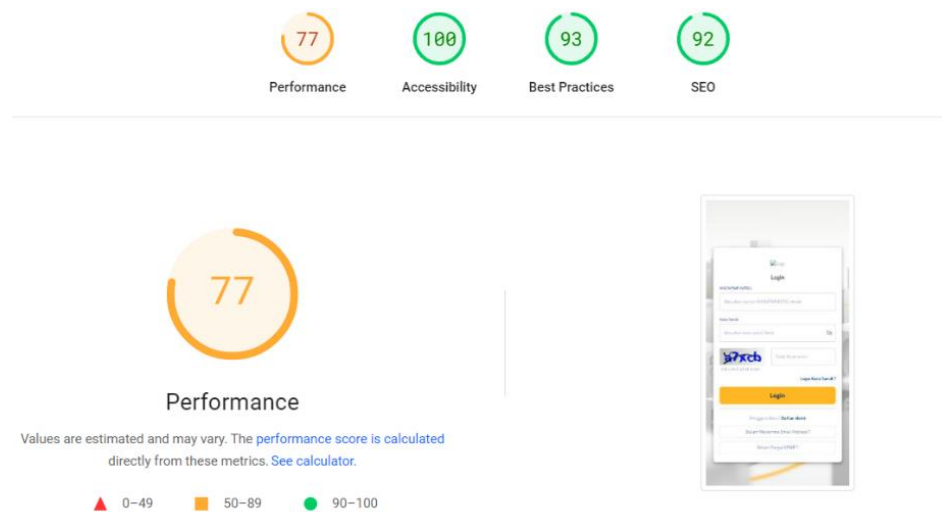 77
100
93
92
Performance
Accessibility
Best Practices
SEO
77
Performance
Values are estimated and may vary. The performance score is calculated
directly from these metrics. See calculator.
0–49
50–89
90–100
Login
a7xcb
Login